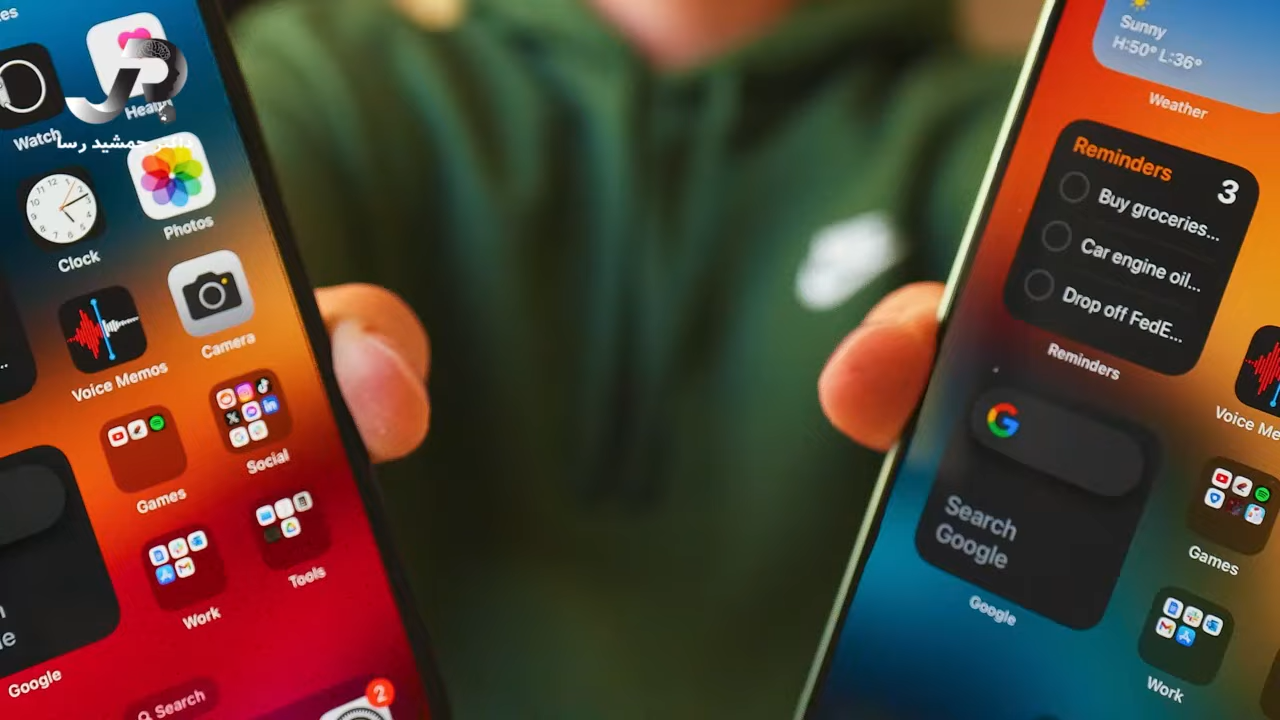 Health
Watch
داکتر جمشید رسا
Clock
Photos
Voice Memos
Camera
Games
Social
Work
Tools
Google
Search
2
Sunny
H:50° L:36°
Weather
Reminders
3
Buy groceries...
Car engine oil...
Drop off FedE...
Reminders
Search
Google
Google
Voice Me
Games
Work